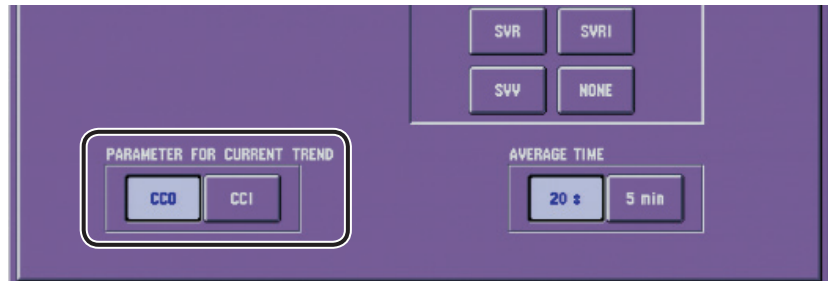 SVR SVRI
SVV NONE
PARAMETER FOR CURRENT TREND
CCO CCI
AVERAGE TIME
20 s 5 min